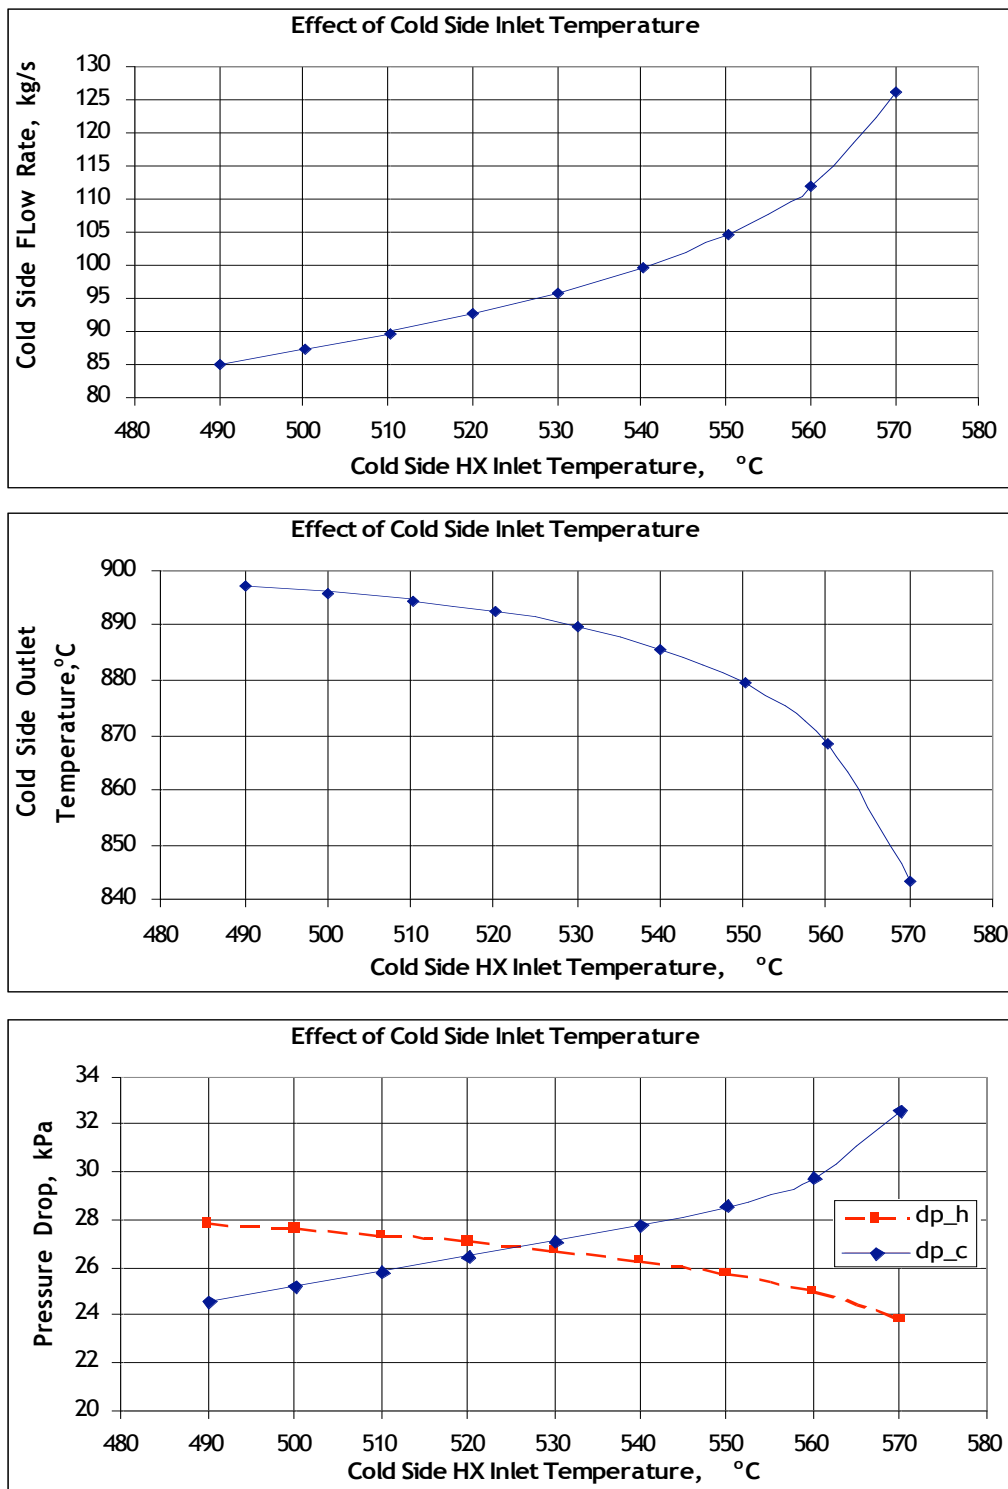 Effect of Cold Side Inlet Temperature
Cold Side FLow Rate, kg/s
130
125
120
115
110
105
100
95
90
85
80
480 490 500 510 520 530 540 550 560 570 580
Cold Side HX Inlet Temperature, °C
Effect of Cold Side Inlet Temperature
Cold Side Outlet
Temperature,°C
900
890
880
870
860
850
840
480 490 500 510 520 530 540 550 560 570 580
Cold Side HX Inlet Temperature, °C
Effect of Cold Side Inlet Temperature
Pressure Drop, kPa
34
32
30
28
26
24
22
20
dp_h
dp_c
480 490 500 510 520 530 540 550 560 570 580
Cold Side HX Inlet Temperature, °C